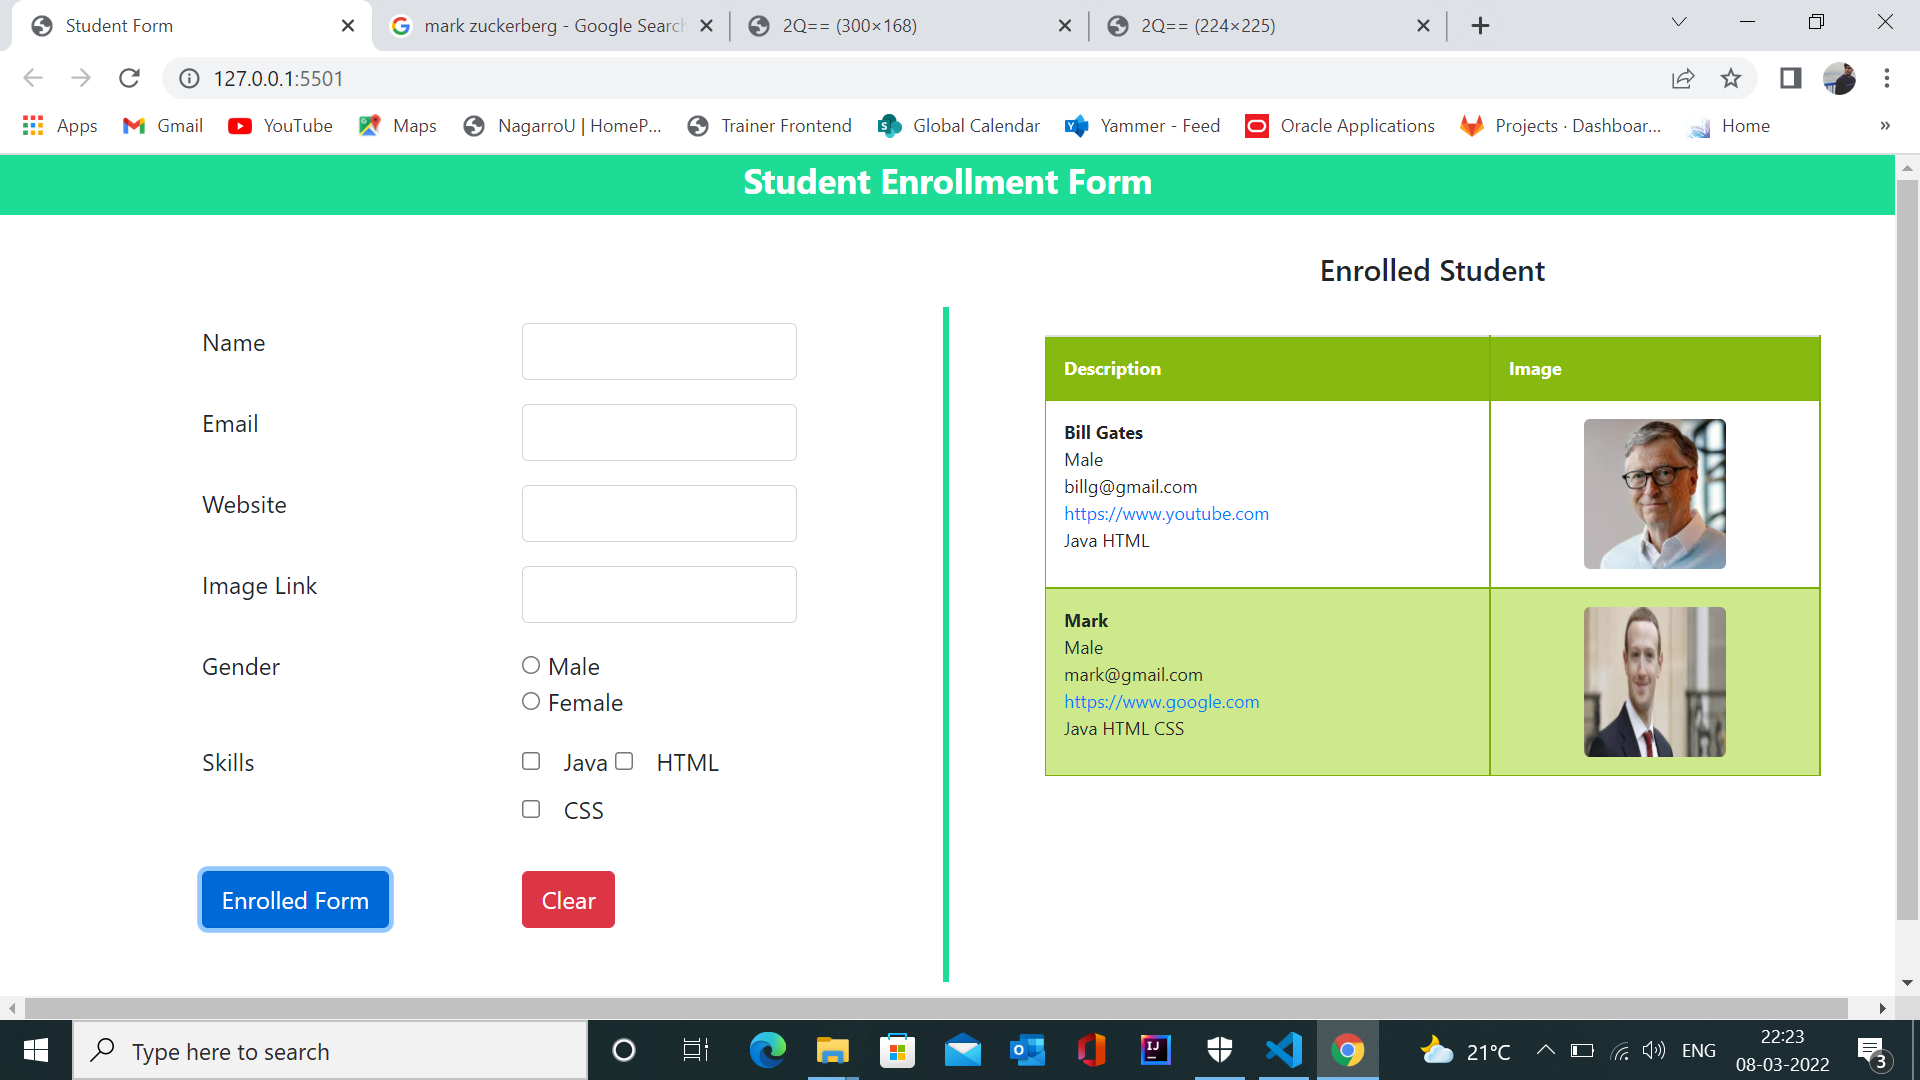 Student Form
mark zuckerberg - Google Search
2Q== (300×168)
2Q== (224×225)
127.0.0.1:5501
Apps
Gmail
YouTube
Maps
NagarroU | HomeP...
Trainer Frontend
Global Calendar
Yammer - Feed
Oracle Applications
Projects · Dashboar...
Home
»
Student Enrollment Form
Enrolled Student
Name
Email
Website
Image Link
Gender
Male
Female
Skills
Java
HTML
CSS
Enrolled Form
Clear
Description
Image
Bill Gates
Male
billg@gmail.com
https://www.youtube.com
Java HTML
Mark
Male
mark@gmail.com
https://www.google.com
Java HTML CSS
Type here to search
21°C
ENG
22:23
08-03-2022
3